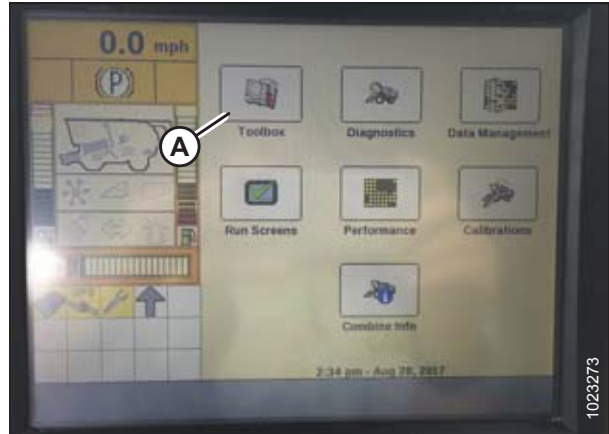 0.0 mph
(P)
A
Toolbox
Diagnostics
Data Management
Run Screens
Performance
Calibrations
Combine Info
2:34 pm - Aug 28, 2017
1023273